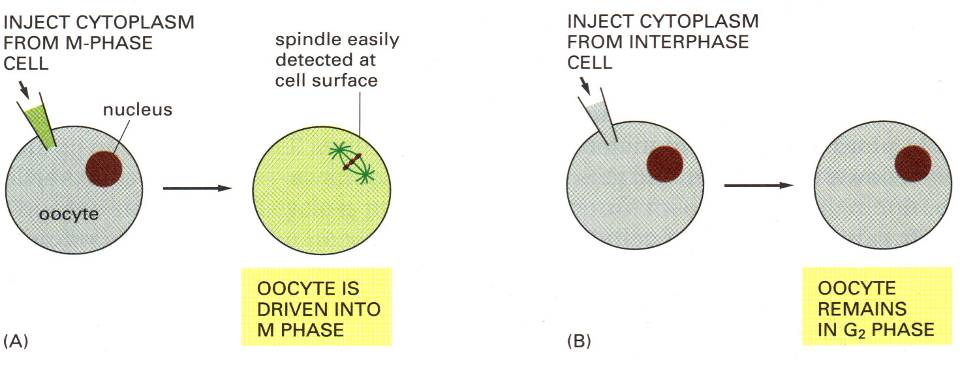 INJECT CYTOPLASM
FROM M-PHASE
CELL
nucleus
oocyte
spindle easily
detected at
cell surface
OOCYTE IS
DRIVEN INTO
M PHASE
(A)
INJECT CYTOPLASM
FROM INTERPHASE
CELL
OOCYTE
REMAINS
IN G₂ PHASE
(B)